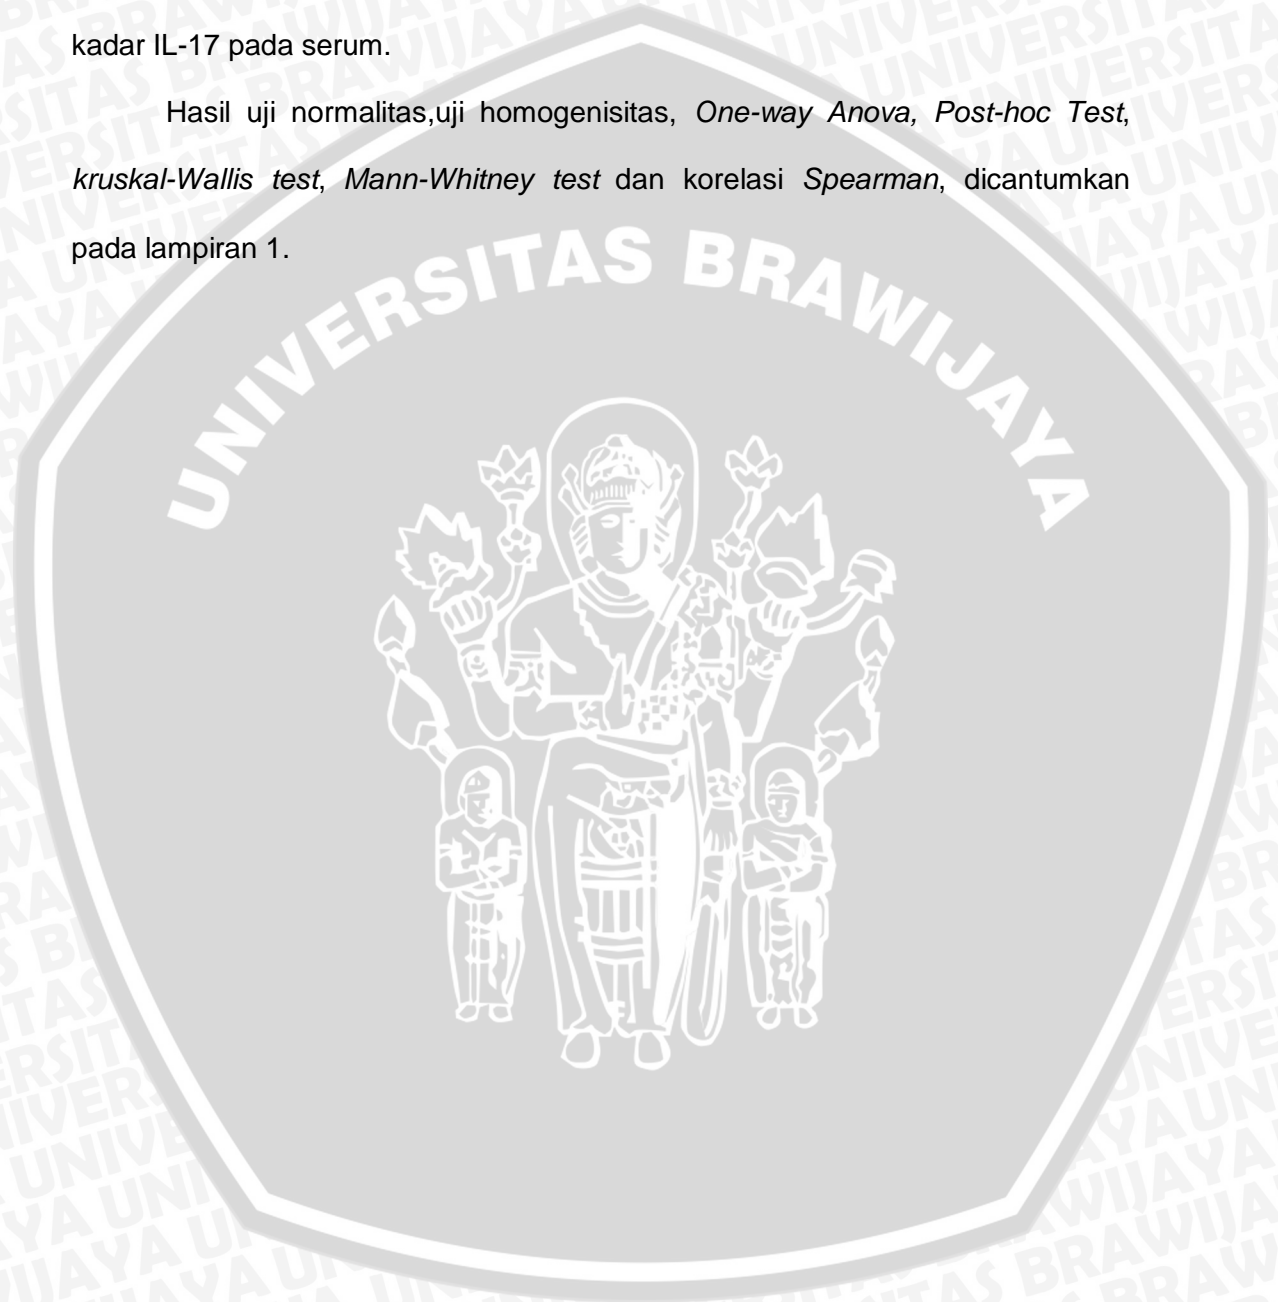 kadar IL-17 pada serum.
Hasil uji normalitas,uji homogenisitas, One-way Anova, Post-hoc Test,
kruskal-Wallis test, Mann-Whitney test dan korelasi Spearman, dicantumkan
pada lampiran 1.
UNIVERSITAS BRAWIJAYA